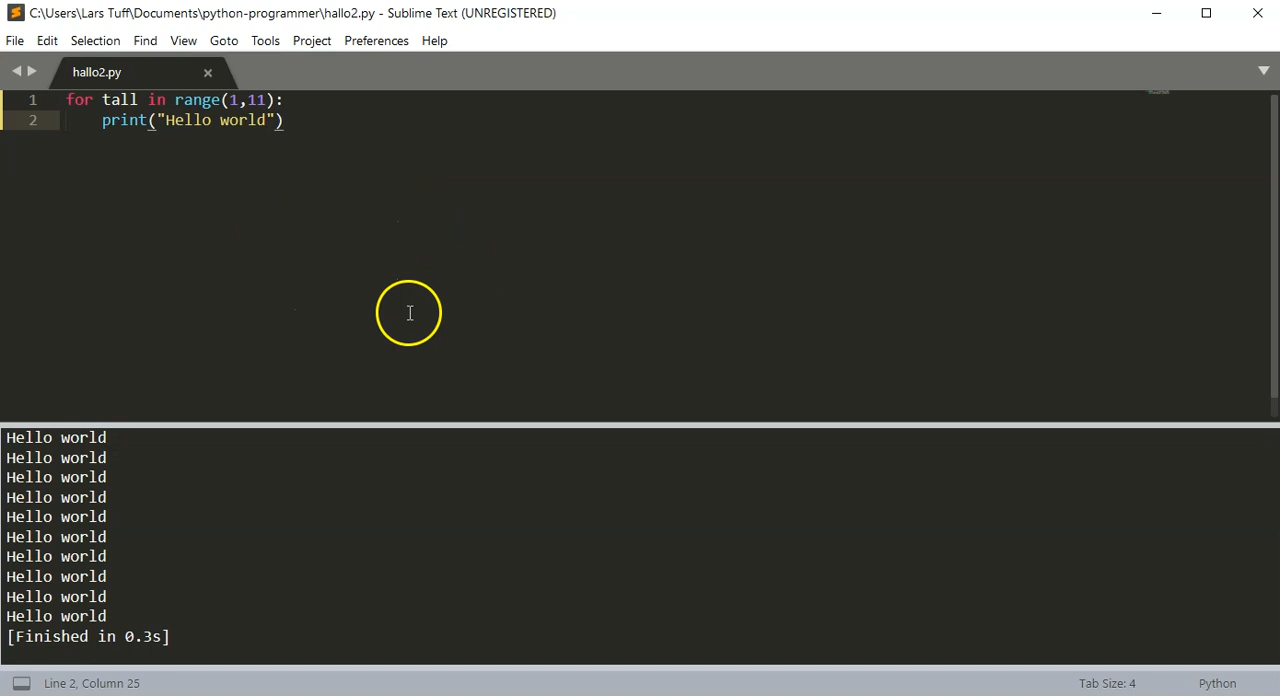 C:\Users\Lars Tuff\Documents\python-programmer\hallo2.py - Sublime Text (UNREGISTERED)
File Edit Selection Find View Goto Tools Project Preferences Help
hallo2.py
1 for tall in range(1,11):
2 print("Hello world")
Hello world
Hello world
Hello world
Hello world
Hello world
Hello world
Hello world
Hello world
Hello world
Hello world
[Finished in 0.3s]
Line 2, Column 25 Tab Size: 4 Python